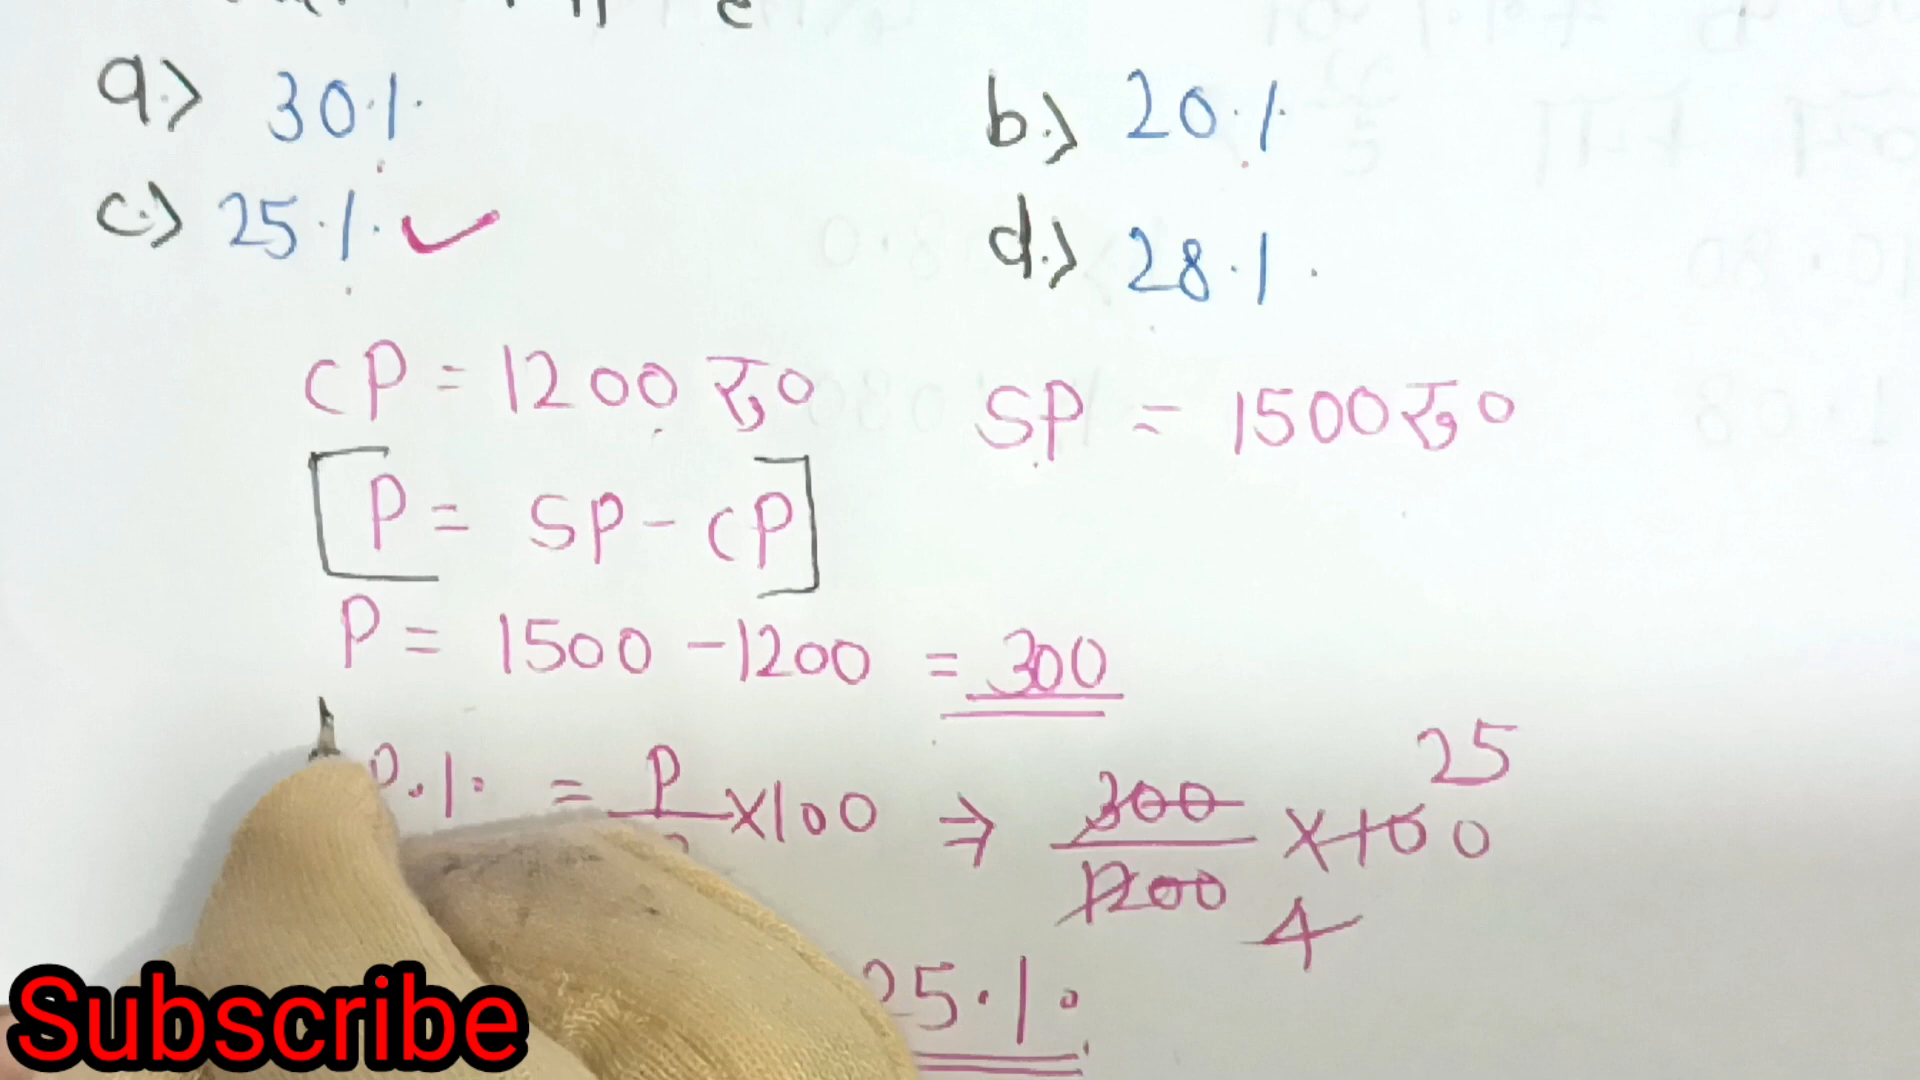 a.) 30%
b.) 20%
c.) 25% ✓
d.) 28%
CP = 1200 रु०
SP = 1500 रु०
[P = SP - CP]
P = 1500 - 1200 = 300
P% = P × 100 ⇒ 300/1200 × 100 25
4
25%
Subscribe